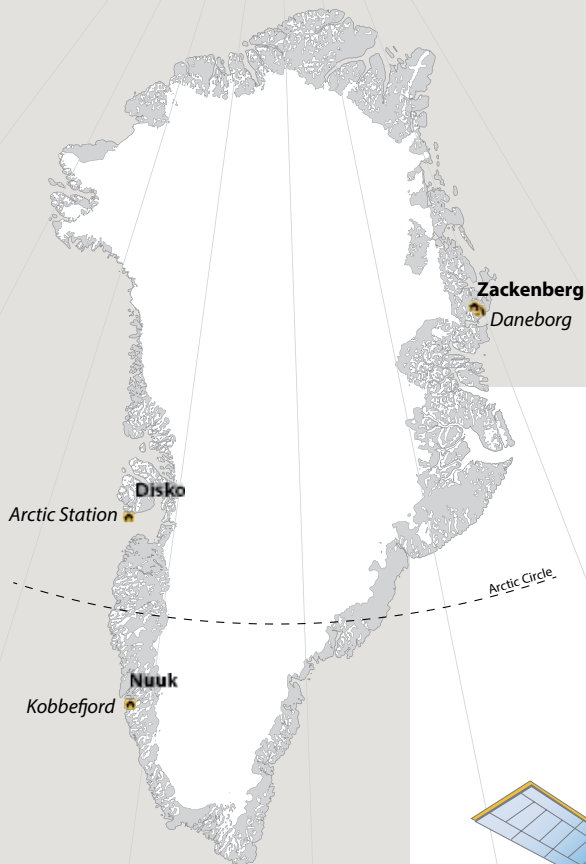 Zackenberg
Daneborg
Disko
Arctic Station
Arctic Circle
Nuuk
Kobbefjord